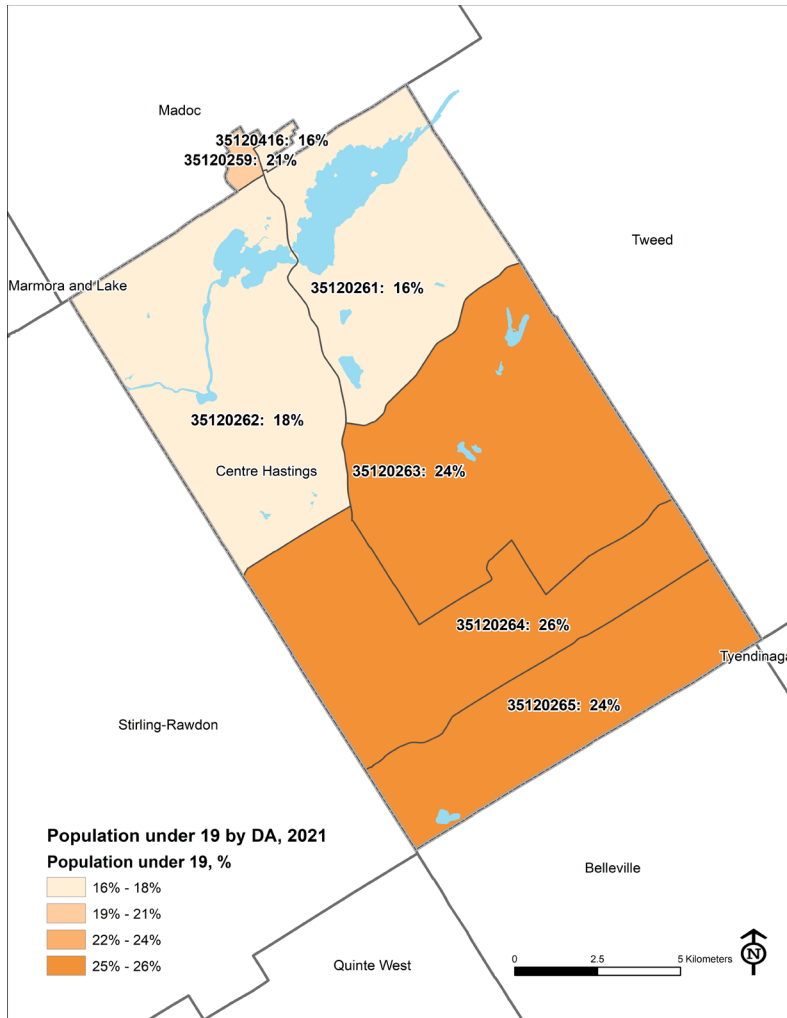 Madoc
35120416: 16%
35120259: 21%
Tweed
Marmora and Lake
35120261: 16%
35120262: 18%
Centre Hastings
35120263: 24%
35120264: 26%
Tyendinaga
35120265: 24%
Stirling-Rawdon
Population under 19 by DA, 2021
Population under 19, %
16% - 18%
19% - 21%
22% - 24%
25% - 26%
Belleville
Quinte West
0 2.5 5 Kilometers
N